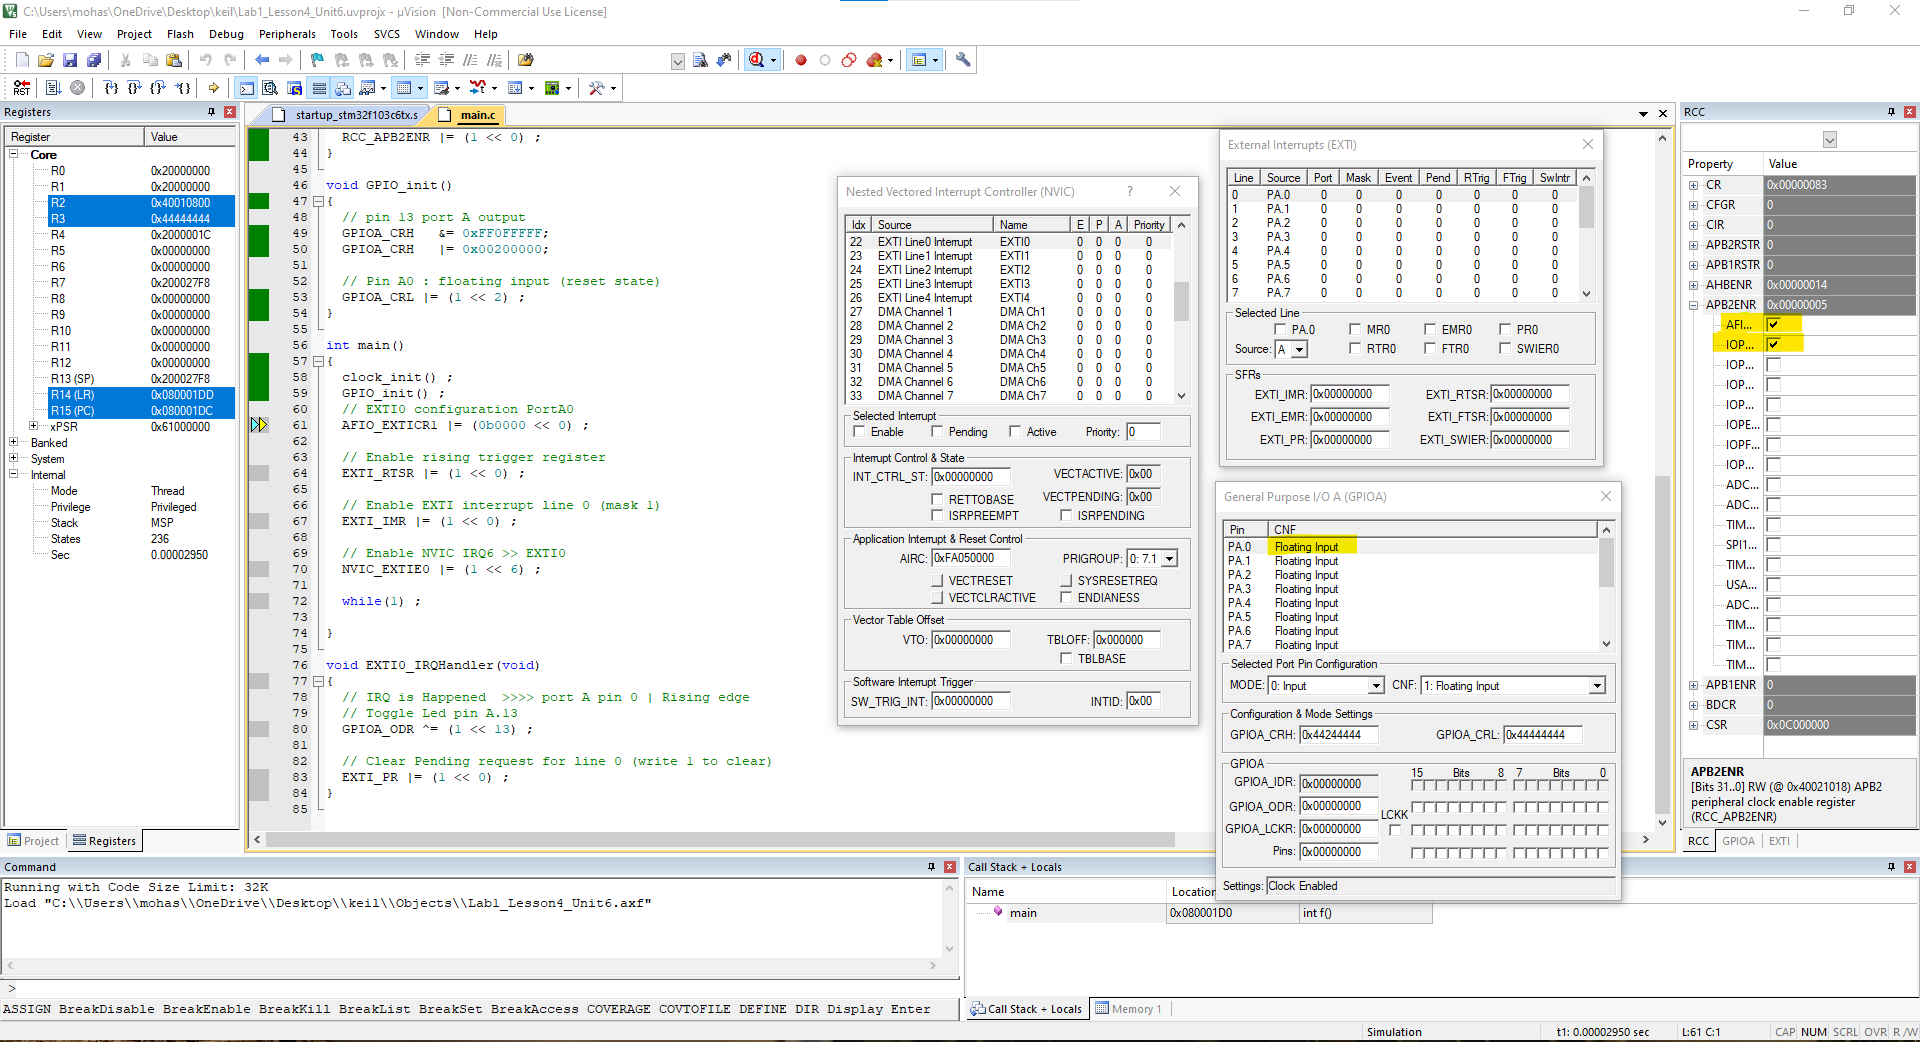 C:\Users\mohas\OneDrive\Desktop\keil\Lab1_Lesson4_Unit6.uvprojx - µVision [Non-Commercial Use License]
File Edit View Project Flash Debug Peripherals Tools SVCS Window Help
Registers
Register Value
Core
R0 0x20000000
R1 0x20000000
R2 0x40010800
R3 0x44444444
R4 0x2000001C
R5 0x00000000
R6 0x00000000
R7 0x200027F8
R8 0x00000000
R9 0x00000000
R10 0x00000000
R11 0x00000000
R12 0x00000000
R13 (SP) 0x200027F8
R14 (LR) 0x080001DD
R15 (PC) 0x080001DC
xPSR 0x61000000
Banked
System
Internal
Mode Thread
Privilege Privileged
Stack MSP
States 236
Sec 0.00002950
Project Registers
startup_stm32f103c6tx.s main.c
43 RCC_APB2ENR |= (1 << 0) ;
44 }
45
46 void GPIO_init()
47 {
48 // pin 13 port A output
49 GPIOA_CRH &= 0xFF0FFFFF;
50 GPIOA_CRH |= 0x00200000;
51
52 // Pin A0 : floating input (reset state)
53 GPIOA_CRL |= (1 << 2) ;
54 }
55
56 int main()
57 {
58 clock_init() ;
59 GPIO_init() ;
60 // EXTI0 configuration PortA0
61 AFIO_EXTICR1 |= (0b0000 << 0) ;
62
63 // Enable rising trigger register
64 EXTI_RTSR |= (1 << 0) ;
65
66 // Enable EXTI interrupt line 0 (mask 1)
67 EXTI_IMR |= (1 << 0) ;
68
69 // Enable NVIC IRQ6 >> EXTI0
70 NVIC_EXTIE0 |= (1 << 6) ;
71
72 while(1) ;
73
74 }
75
76 void EXTI0_IRQHandler(void)
77 {
78 // IRQ is Happened >>>> port A pin 0 | Rising edge
79 // Toggle Led pin A.13
80 GPIOA_ODR ^= (1 << 13) ;
81
82 // Clear Pending request for line 0 (write 1 to clear)
83 EXTI_PR |= (1 << 0) ;
84 }
85
Nested Vectored Interrupt Controller (NVIC) ?
Idx Source Name E P A Priority
22 EXTI Line0 Interrupt EXTI0 0 0 0 0
23 EXTI Line1 Interrupt EXTI1 0 0 0 0
24 EXTI Line2 Interrupt EXTI2 0 0 0 0
25 EXTI Line3 Interrupt EXTI3 0 0 0 0
26 EXTI Line4 Interrupt EXTI4 0 0 0 0
27 DMA Channel 1 DMA Ch1 0 0 0 0
28 DMA Channel 2 DMA Ch2 0 0 0 0
29 DMA Channel 3 DMA Ch3 0 0 0 0
30 DMA Channel 4 DMA Ch4 0 0 0 0
31 DMA Channel 5 DMA Ch5 0 0 0 0
32 DMA Channel 6 DMA Ch6 0 0 0 0
33 DMA Channel 7 DMA Ch7 0 0 0 0
Selected Interrupt
Enable Pending Active Priority: 0
Interrupt Control & State
INT_CTRL_ST: 0x00000000 VECTACTIVE: 0x00
RETTOBASE VECTPENDING: 0x00
ISRPREEMPT ISRPENDING
Application Interrupt & Reset Control
AIRC: 0xFA050000 PRIGROUP: 0: 7.1
VECTRESET SYSRESETREQ
VECTCLRACTIVE ENDIANESS
Vector Table Offset
VTO: 0x00000000 TBLOFF: 0x000000
TBLBASE
Software Interrupt Trigger
SW_TRIG_INT: 0x00000000 INTID: 0x00
External Interrupts (EXTI)
Line Source Port Mask Event Pend RTrig FTrig SwIntr
0 PA.0 0 0 0 0 0 0 0
1 PA.1 0 0 0 0 0 0 0
2 PA.2 0 0 0 0 0 0 0
3 PA.3 0 0 0 0 0 0 0
4 PA.4 0 0 0 0 0 0 0
5 PA.5 0 0 0 0 0 0 0
6 PA.6 0 0 0 0 0 0 0
7 PA.7 0 0 0 0 0 0 0
Selected Line
PA.0 MR0 EMR0 PR0
Source: A RTR0 FTR0 SWIER0
SFRs
EXTI_IMR: 0x00000000 EXTI_RTSR: 0x00000000
EXTI_EMR: 0x00000000 EXTI_FTSR: 0x00000000
EXTI_PR: 0x00000000 EXTI_SWIER: 0x00000000
General Purpose I/O A (GPIOA)
Pin CNF
PA.0 Floating Input
PA.1 Floating Input
PA.2 Floating Input
PA.3 Floating Input
PA.4 Floating Input
PA.5 Floating Input
PA.6 Floating Input
PA.7 Floating Input
Selected Port Pin Configuration
MODE: 0: Input CNF: 1: Floating Input
Configuration & Mode Settings
GPIOA_CRH: 0x44244444 GPIOA_CRL: 0x44444444
GPIOA
15 Bits 8 7 Bits 0
GPIOA_IDR: 0x00000000
GPIOA_ODR: 0x00000000
LCKK
GPIOA_LCKR: 0x00000000
Pins: 0x00000000
Settings: Clock Enabled
RCC
Property Value
CR 0x00000083
CFGR 0
CIR 0
APB2RSTR 0
APB1RSTR 0
AHBENR 0x00000014
APB2ENR 0x00000005
AFI...
IOP...
IOP...
IOP...
IOP...
IOPE...
IOPF...
IOP...
ADC...
ADC...
TIM...
SPI1...
TIM...
USA...
ADC...
TIM...
TIM...
TIM...
APB1ENR 0
BDCR 0
CSR 0x0C000000
APB2ENR
[Bits 31..0] RW (@ 0x40021018) APB2
peripheral clock enable register
(RCC_APB2ENR)
RCC GPIOA EXTI
Command
Running with Code Size Limit: 32K
Load "C:\\Users\\mohas\\OneDrive\\Desktop\\keil\\Objects\\Lab1_Lesson4_Unit6.axf"
>
ASSIGN BreakDisable BreakEnable BreakKill BreakList BreakSet BreakAccess COVERAGE COVTOFILE DEFINE DIR Display Enter
Call Stack + Locals
Name Location
main 0x080001D0 int f()
Call Stack + Locals Memory 1
Simulation t1: 0.00002950 sec L:61 C:1 CAP NUM SCRL OVR R/W